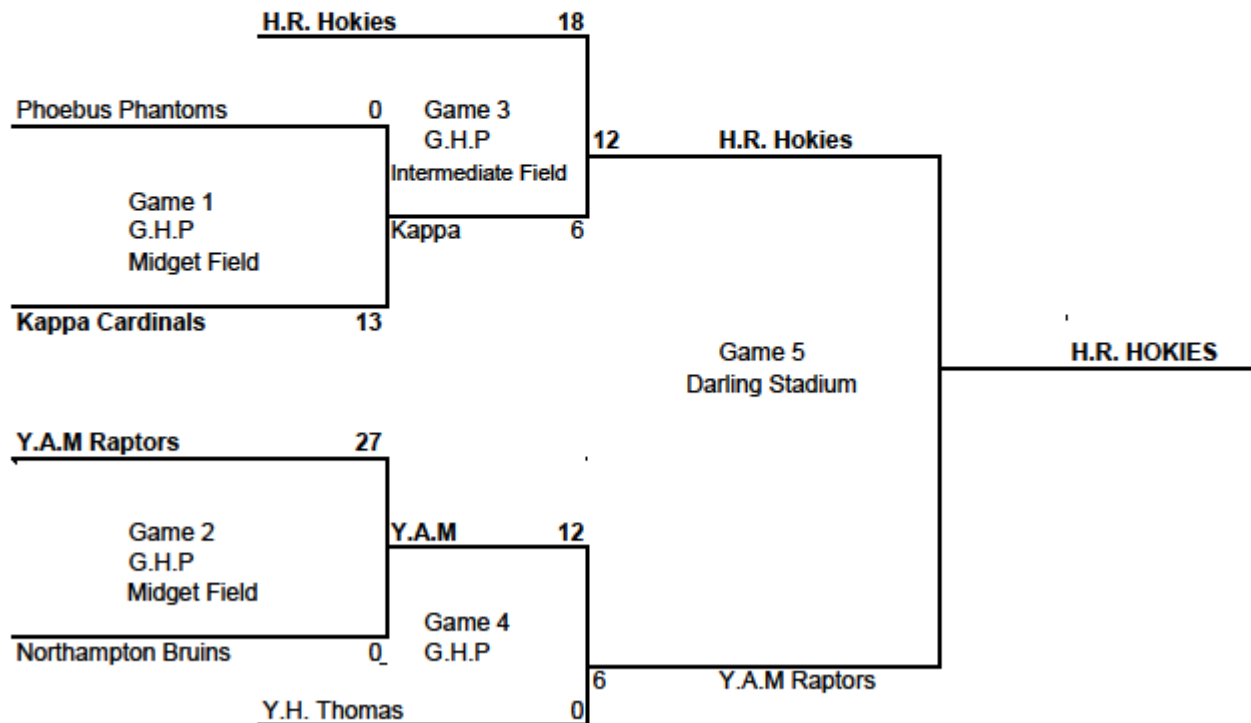 H.R. Hokies 18
Phoebus Phantoms 0
Game 3
G.H.P
Intermediate Field
12 H.R. Hokies
Game 1
G.H.P
Midget Field
Kappa 6
Kappa Cardinals 13
Game 5
Darling Stadium
H.R. HOKIES
Y.A.M Raptors 27
Game 2
G.H.P
Midget Field
Y.A.M 12
Game 4
G.H.P
Northampton Bruins 0
6 Y.A.M Raptors
Y.H. Thomas 0